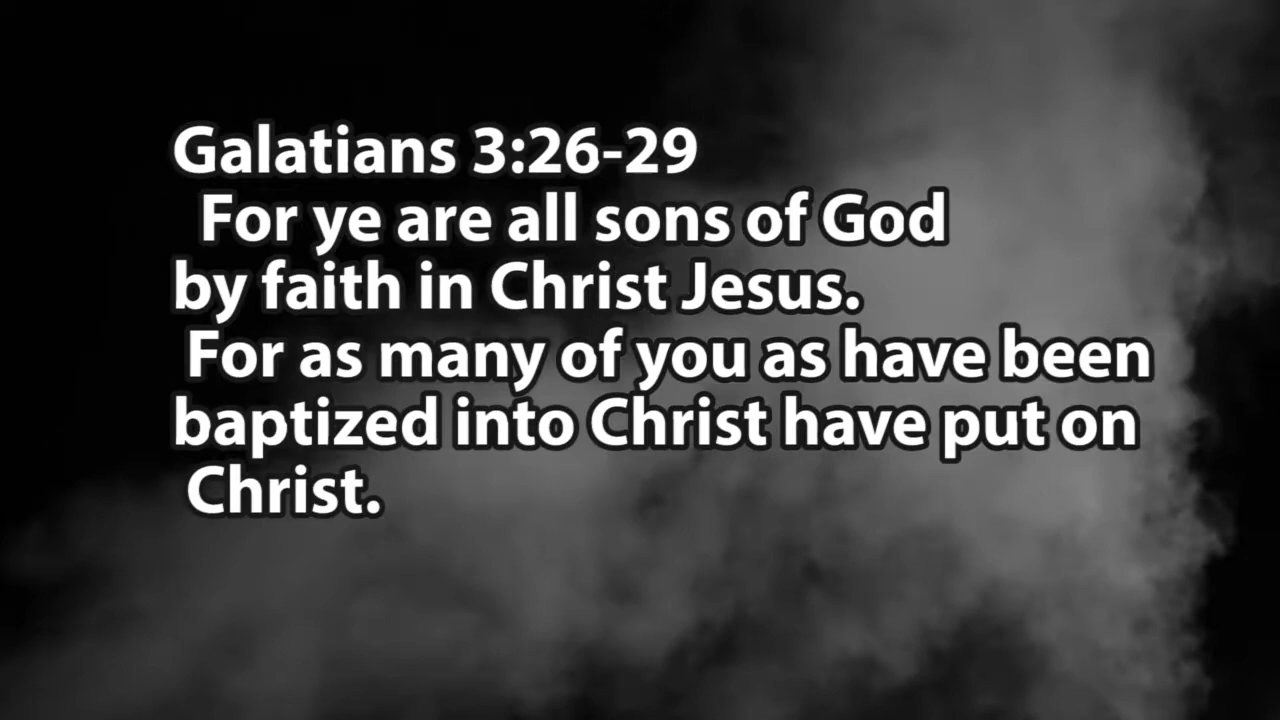 Galatians 3:26-29
For ye are all sons of God
by faith in Christ Jesus.
For as many of you as have been
baptized into Christ have put on
Christ.